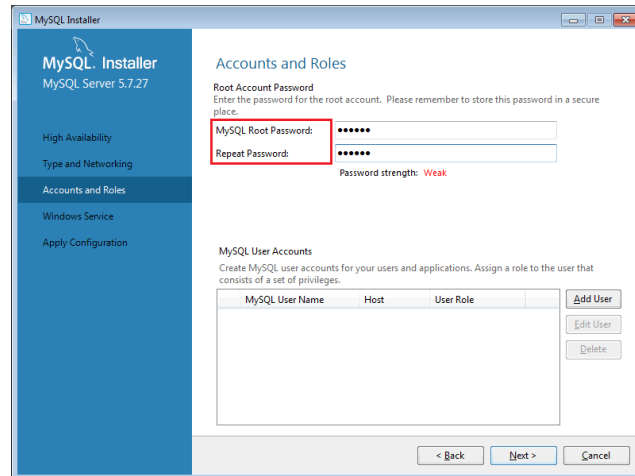 MySQL Installer
MySQL. Installer
MySQL Server 5.7.27
High Availability
Type and Networking
Accounts and Roles
Windows Service
Apply Configuration
Accounts and Roles
Root Account Password
Enter the password for the root account. Please remember to store this password in a secure
place.
MySQL Root Password: ●●●●●●
Repeat Password: ●●●●●●
Password strength: Weak
MySQL User Accounts
Create MySQL user accounts for your users and applications. Assign a role to the user that
consists of a set of privileges.
MySQL User Name Host User Role
Add User
Edit User
Delete
< Back Next > Cancel